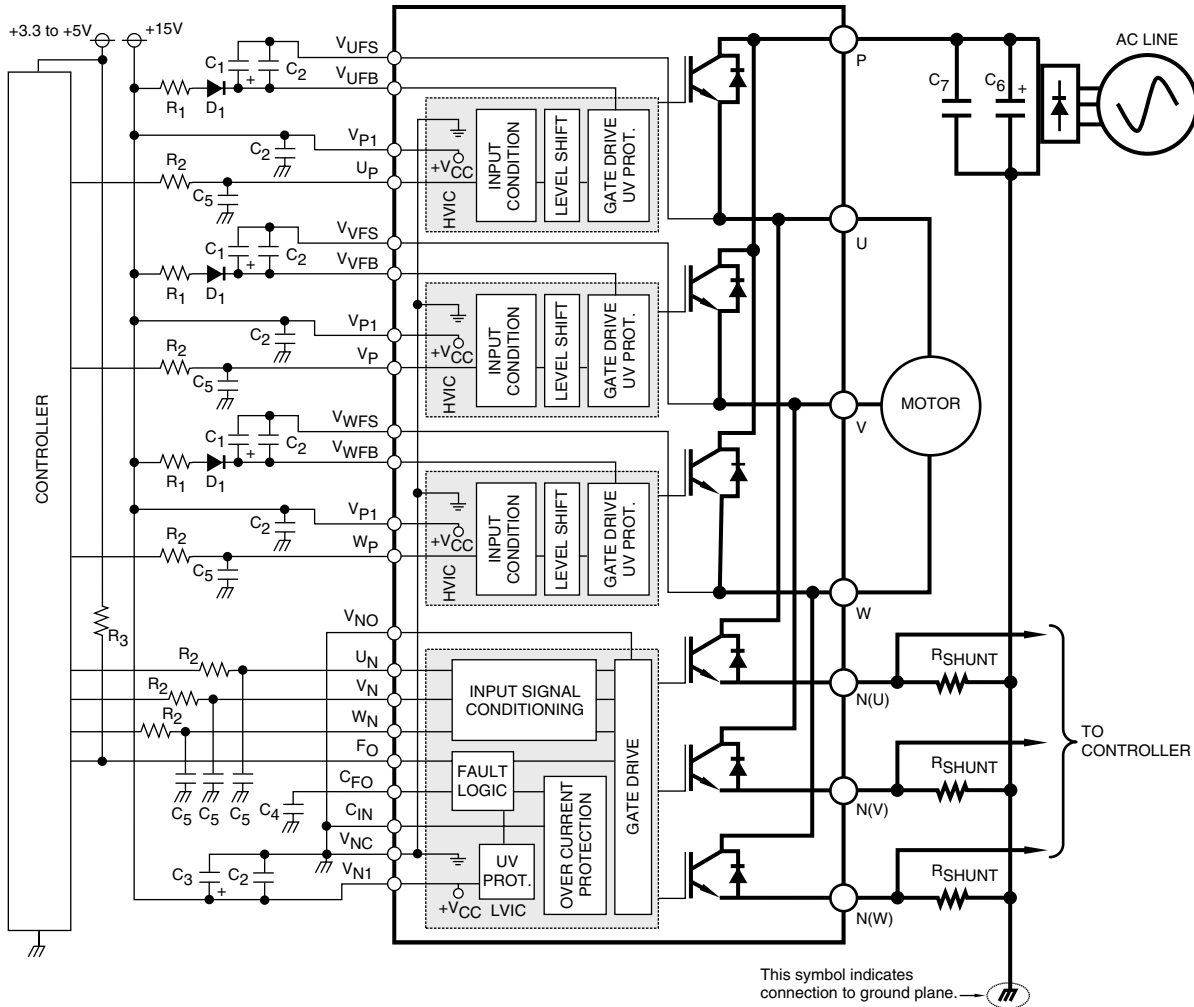 +3.3 to +5V
+15V
CONTROLLER
C1
+
C2
R1
D1
VUFS
VUFB
C2
VP1
R2
UP
C5
C1
+
C2
R1
D1
VVFS
VVFB
C2
VP1
R2
VP
C5
C1
+
C2
R1
D1
VWFS
VWFB
C2
VP1
R2
WP
C5
R3
VNO
R2
UN
R2
VN
R2
WN
FO
C5
C5
C5
C4
CFO
CIN
VNC
C3
+
C2
VN1
+VCC
HVIC
INPUT
CONDITION
LEVEL SHIFT
GATE DRIVE
UV PROT.
+VCC
HVIC
INPUT
CONDITION
LEVEL SHIFT
GATE DRIVE
UV PROT.
+VCC
HVIC
INPUT
CONDITION
LEVEL SHIFT
GATE DRIVE
UV PROT.
INPUT SIGNAL
CONDITIONING
FAULT
LOGIC
UV
PROT.
+VCC
LVIC
OVER CURRENT
PROTECTION
GATE DRIVE
P
U
V
W
N(U)
N(V)
N(W)
C7
C6
+
AC LINE
MOTOR
RSHUNT
RSHUNT
RSHUNT
TO
CONTROLLER
This symbol indicates
connection to ground plane.